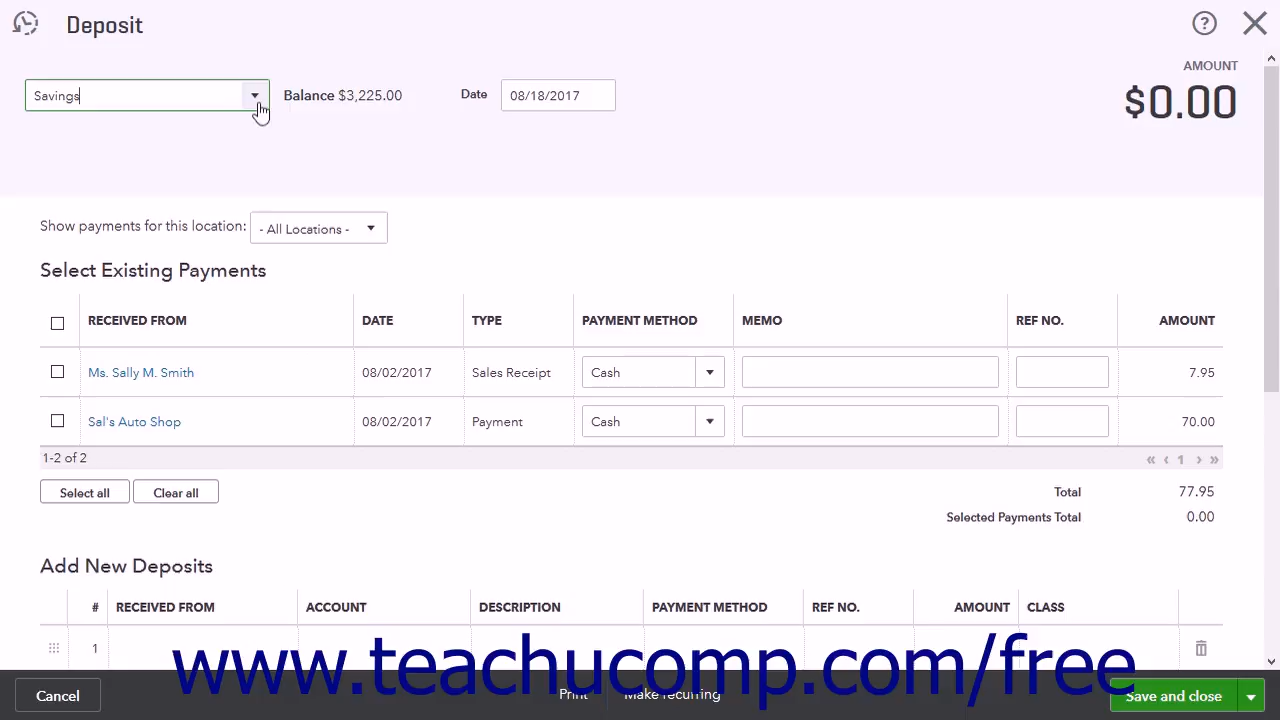 Deposit
AMOUNT
$0.00
Savings Balance $3,225.00 Date 08/18/2017
Show payments for this location: - All Locations -
Select Existing Payments
RECEIVED FROM DATE TYPE PAYMENT METHOD MEMO REF NO. AMOUNT
Ms. Sally M. Smith 08/02/2017 Sales Receipt Cash 7.95
Sal's Auto Shop 08/02/2017 Payment Cash 70.00
1-2 of 2 « ‹ 1 › »
Select all Clear all
Total 77.95
Selected Payments Total 0.00
Add New Deposits
# RECEIVED FROM ACCOUNT DESCRIPTION PAYMENT METHOD REF NO. AMOUNT CLASS
1
www.teachucomp.com/free
Cancel Print Make recurring Save and close